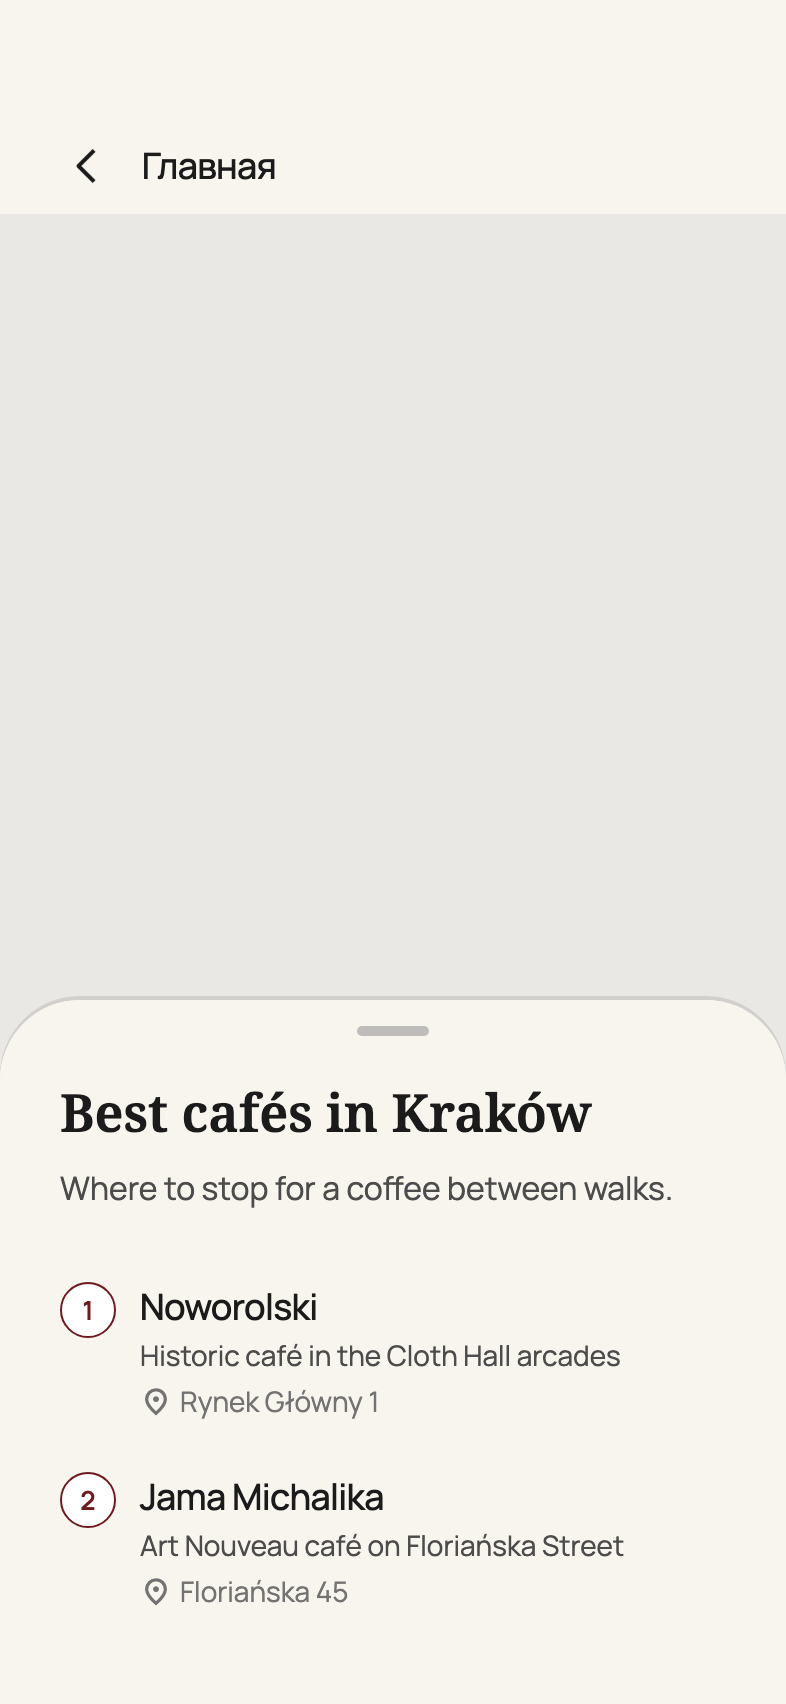 Главная
Best cafés in Kraków
Where to stop for a coffee between walks.
1
Noworolski
Historic café in the Cloth Hall arcades
Rynek Główny 1
2
Jama Michalika
Art Nouveau café on Floriańska Street
Floriańska 45